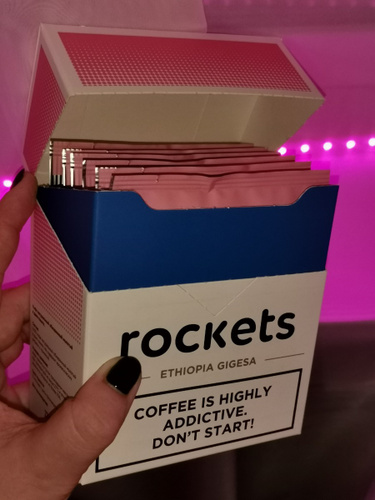 rockets
ETHIOPIA GIGESA
COFFEE IS HIGHLY
ADDICTIVE.
DON'T START!